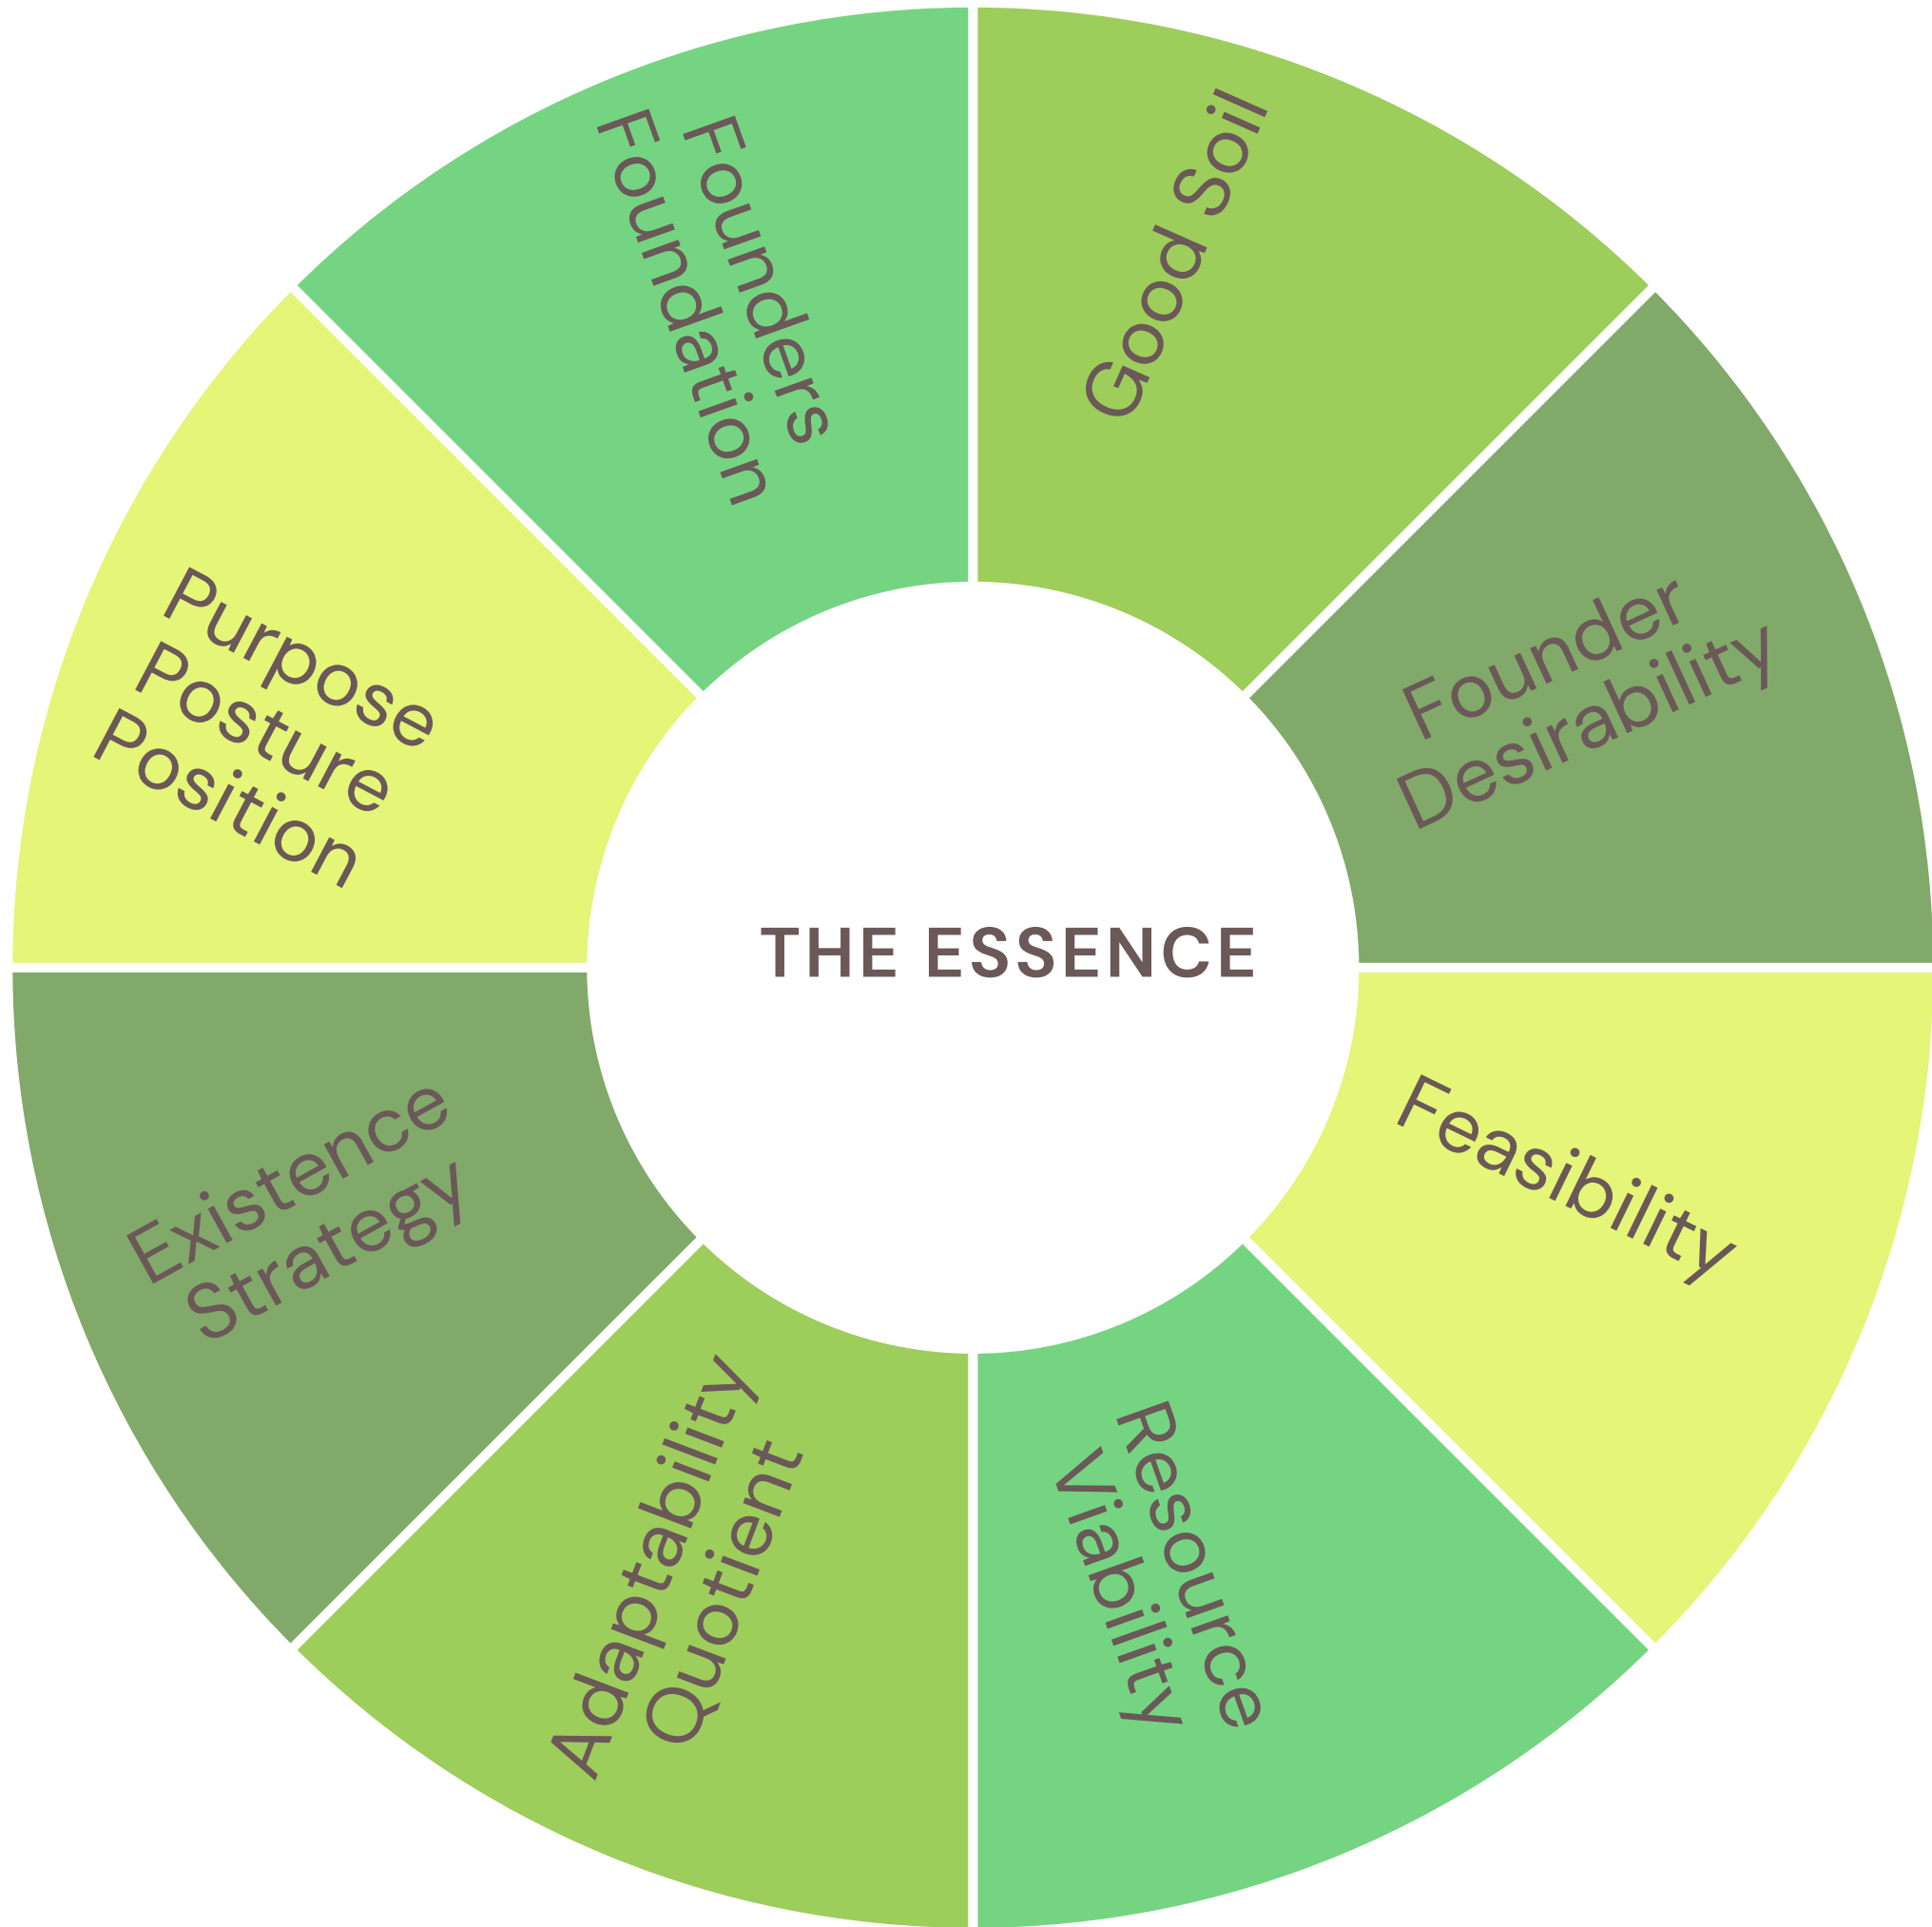 Good Soil
Founder
Desirability
Feasibility
Resource
Viability
Adaptability
Quotient
Existence
Strategy
Purpose
Posture
Position
Founders
Foundation
THE ESSENCE